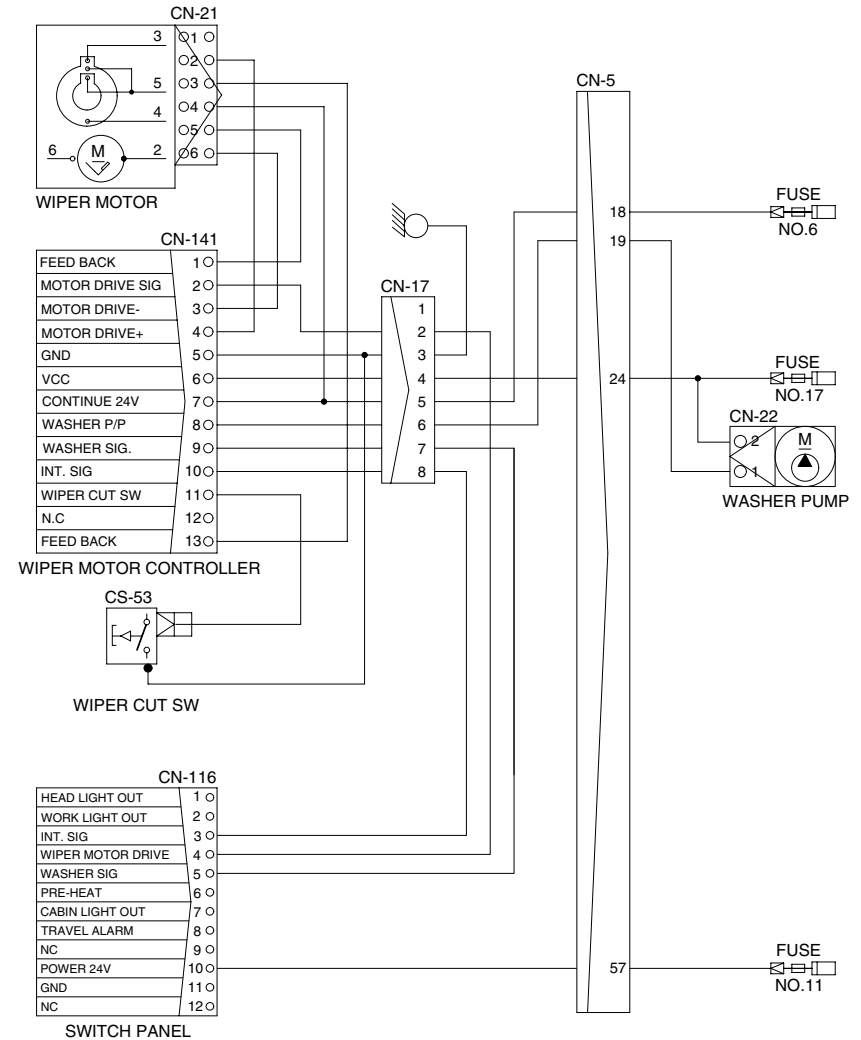 CN-21
3
5
4
6
M
2
1
2
3
4
5
6
WIPER MOTOR
CN-141
FEED BACK 1
MOTOR DRIVE SIG 2
MOTOR DRIVE- 3
MOTOR DRIVE+ 4
GND 5
VCC 6
CONTINUE 24V 7
WASHER P/P 8
WASHER SIG. 9
INT. SIG 10
WIPER CUT SW 11
N.C 12
FEED BACK 13
WIPER MOTOR CONTROLLER
CN-17
1
2
3
4
5
6
7
8
CN-5
18
19
24
57
FUSE
NO.6
FUSE
NO.17
CN-22
2
1
M
WASHER PUMP
CS-53
WIPER CUT SW
CN-116
HEAD LIGHT OUT 1
WORK LIGHT OUT 2
INT. SIG 3
WIPER MOTOR DRIVE 4
WASHER SIG 5
PRE-HEAT 6
CABIN LIGHT OUT 7
TRAVEL ALARM 8
NC 9
POWER 24V 10
GND 11
NC 12
SWITCH PANEL
FUSE
NO.11